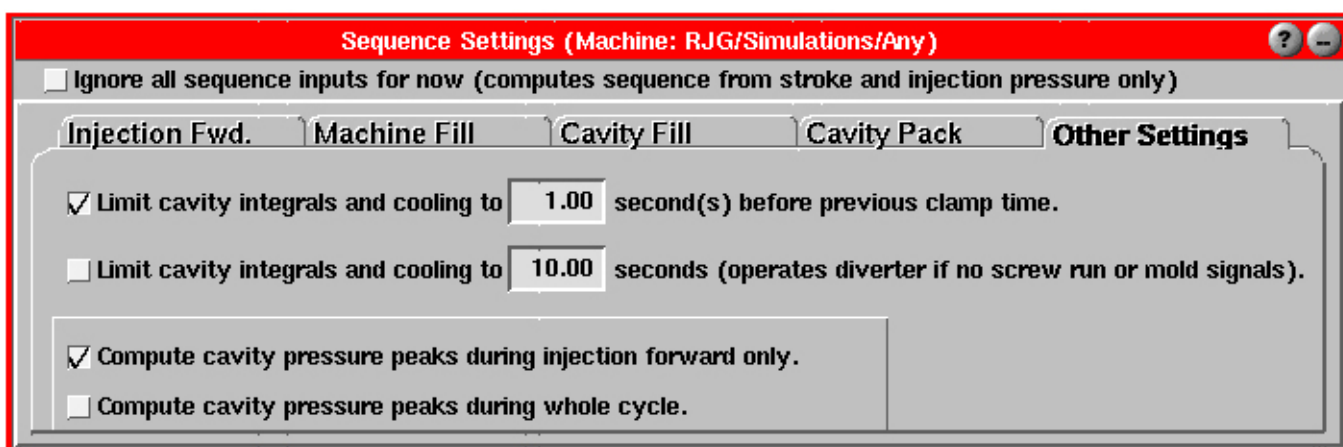 Sequence Settings (Machine: RJG/Simulations/Any) ? –
Ignore all sequence inputs for now (computes sequence from stroke and injection pressure only)
Injection Fwd. Machine Fill Cavity Fill Cavity Pack Other Settings
Limit cavity integrals and cooling to 1.00 second(s) before previous clamp time.
Limit cavity integrals and cooling to 10.00 seconds (operates diverter if no screw run or mold signals).
Compute cavity pressure peaks during injection forward only.
Compute cavity pressure peaks during whole cycle.